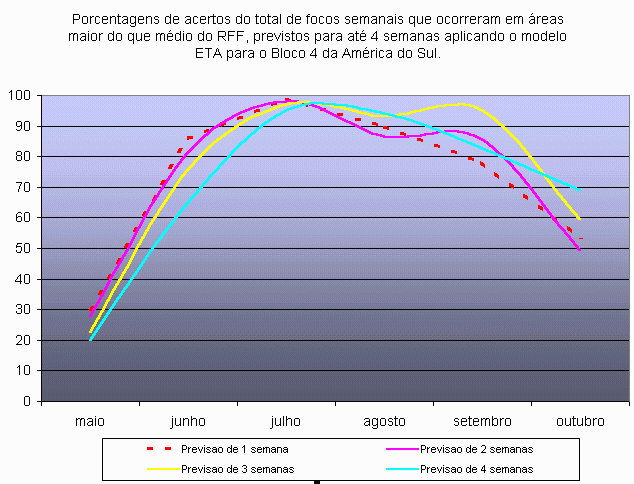 Porcentagens de acertos do total de focos semanais que ocorreram em áreas
maior do que médio do RFF, previstos para até 4 semanas aplicando o modelo
ETA para o Bloco 4 da América do Sul.
100
90
80
70
60
50
40
30
20
10
0
maio junho julho agosto setembro outubro
Previsao de 1 semana Previsao de 2 semanas
Previsao de 3 semanas Previsao de 4 semanas